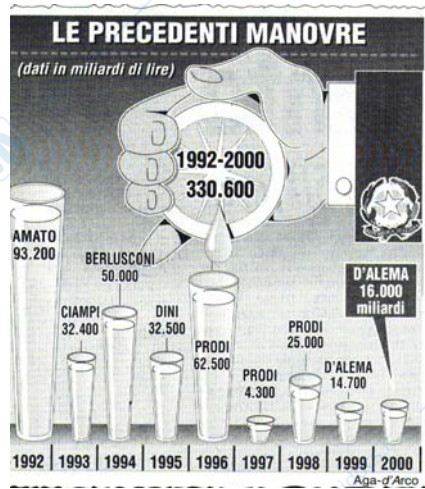 LE PRECEDENTI MANOVRE
(dati in miliardi di lire)
1992-2000
330.600
AMATO
93.200
CIAMPI
32.400
BERLUSCONI
50.000
DINI
32.500
PRODI
62.500
PRODI
4.300
PRODI
25.000
D'ALEMA
14.700
D'ALEMA
16.000
miliardi
1992 1993 1994 1995 1996 1997 1998 1999 2000
Aga-d'Arco